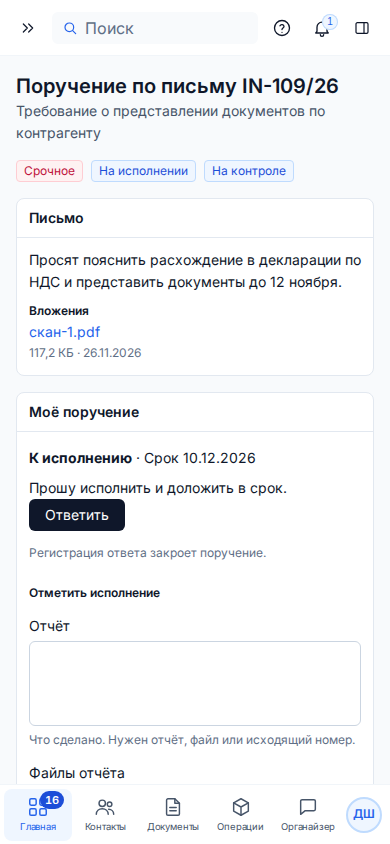 Поиск
1
Поручение по письму IN-109/26
Требование о представлении документов по
контрагенту
Срочное
На исполнении
На контроле
Письмо
Просят пояснить расхождение в декларации по
НДС и представить документы до 12 ноября.
Вложения
скан-1.pdf
117,2 КБ · 26.11.2026
Моё поручение
К исполнению · Срок 10.12.2026
Прошу исполнить и доложить в срок.
Ответить
Регистрация ответа закроет поручение.
Отметить исполнение
Отчёт
Что сделано. Нужен отчёт, файл или исходящий номер.
Файлы отчёта
16
Главная
Контакты
Документы
Операции
Органайзер
ДШ